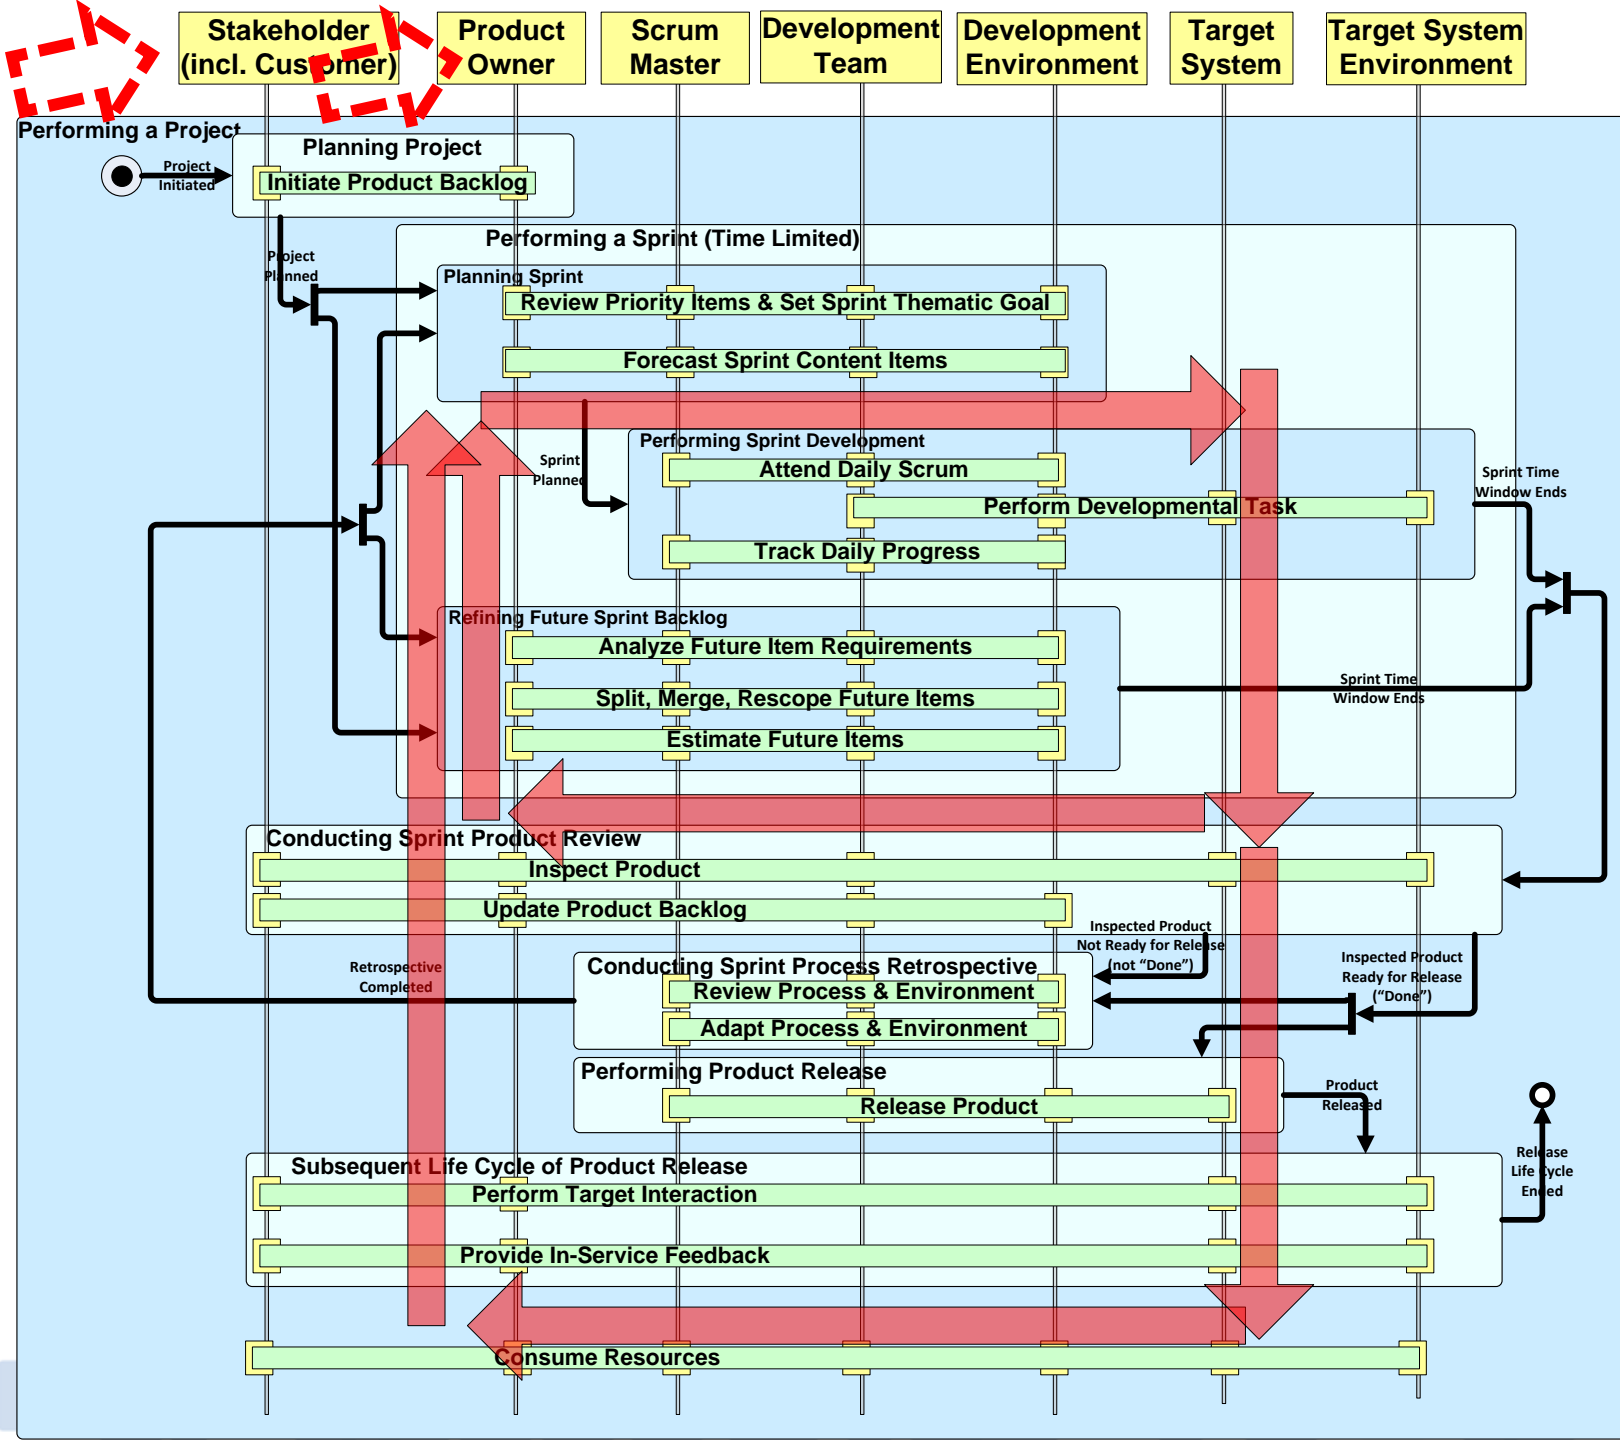 Stakeholder
(incl. Customer)
Product
Owner
Scrum
Master
Development
Team
Development
Environment
Target
System
Target System
Environment
Performing a Project
Planning Project
Project
Initiated
Initiate Product Backlog
Performing a Sprint (Time Limited)
Project
Planned
Planning Sprint
Review Priority Items & Set Sprint Thematic Goal
Forecast Sprint Content Items
Performing Sprint Development
Sprint
Planned
Attend Daily Scrum
Sprint Time
Window Ends
Perform Developmental Task
Track Daily Progress
Refining Future Sprint Backlog
Analyze Future Item Requirements
Split, Merge, Rescope Future Items
Sprint Time
Window Ends
Estimate Future Items
Conducting Sprint Product Review
Inspect Product
Update Product Backlog
Inspected Product
Not Ready for Release
(not “Done”)
Inspected Product
Ready for Release
(“Done”)
Retrospective
Completed
Conducting Sprint Process Retrospective
Review Process & Environment
Adapt Process & Environment
Performing Product Release
Release Product
Product
Released
Release
Life Cycle
Ended
Subsequent Life Cycle of Product Release
Perform Target Interaction
Provide In-Service Feedback
Consume Resources